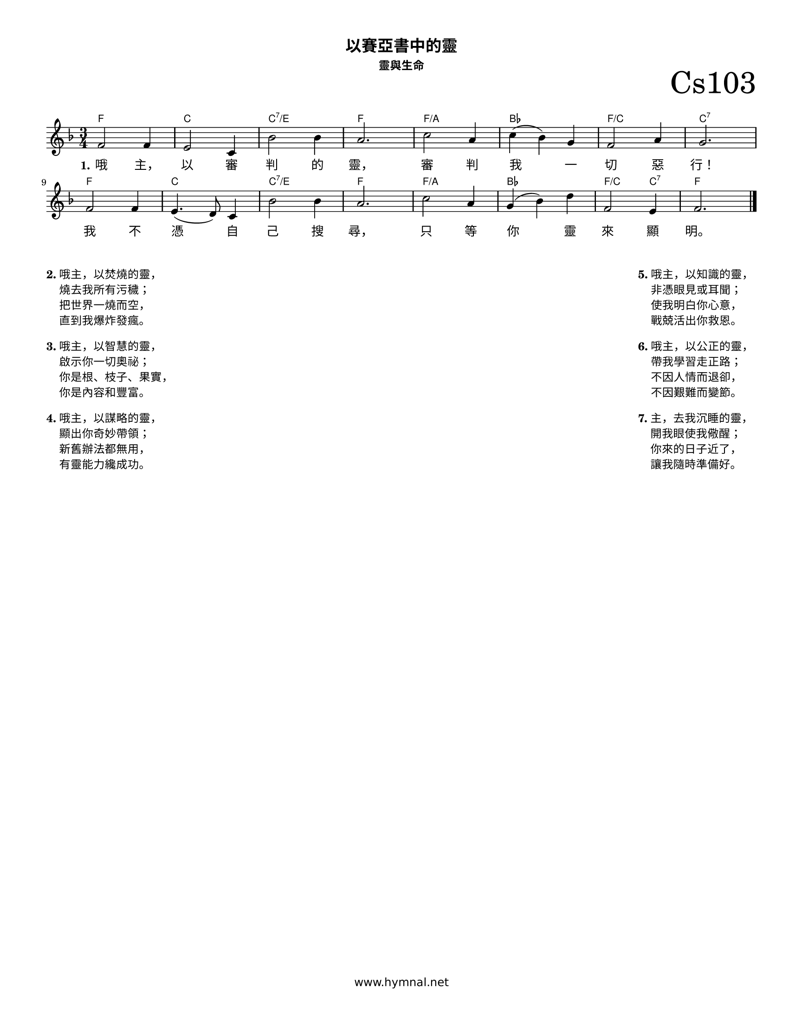 以賽亞書中的靈
靈與生命
Cs103
F C C7/E F F/A B♭ F/C C7
3
4
1. 哦 主, 以 審 判 的 靈, 審 判 我 一 切 惡 行!
9
F C C7/E F F/A B♭ F/C C7 F
我 不 憑 自 己 搜 尋, 只 等 你 靈 來 顯 明。
2. 哦主,以焚燒的靈,
燒去我所有污穢;
把世界一燒而空,
直到我爆炸發瘋。
3. 哦主,以智慧的靈,
啟示你一切奧祕;
你是根、枝子、果實,
你是內容和豐富。
4. 哦主,以謀略的靈,
顯出你奇妙帶領;
新舊辦法都無用,
有靈能力纔成功。
5. 哦主,以知識的靈,
非憑眼見或耳聞;
使我明白你心意,
戰兢活出你救恩。
6. 哦主,以公正的靈,
帶我學習走正路;
不因人情而退卻,
不因艱難而變節。
7. 主,去我沉睡的靈,
開我眼使我儆醒;
你來的日子近了,
讓我隨時準備好。
www.hymnal.net